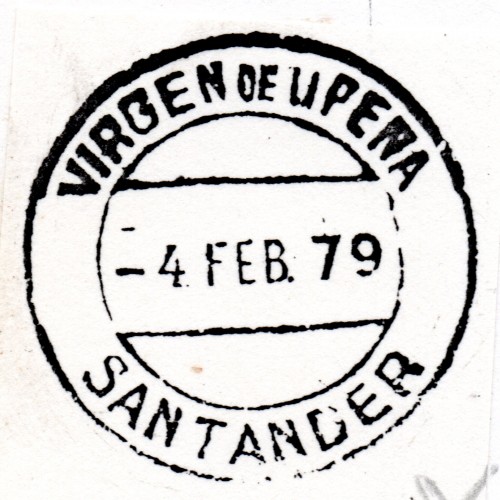 VIRGEN DE LA PEÑA
- 4 FEB. 79
SANTANDER